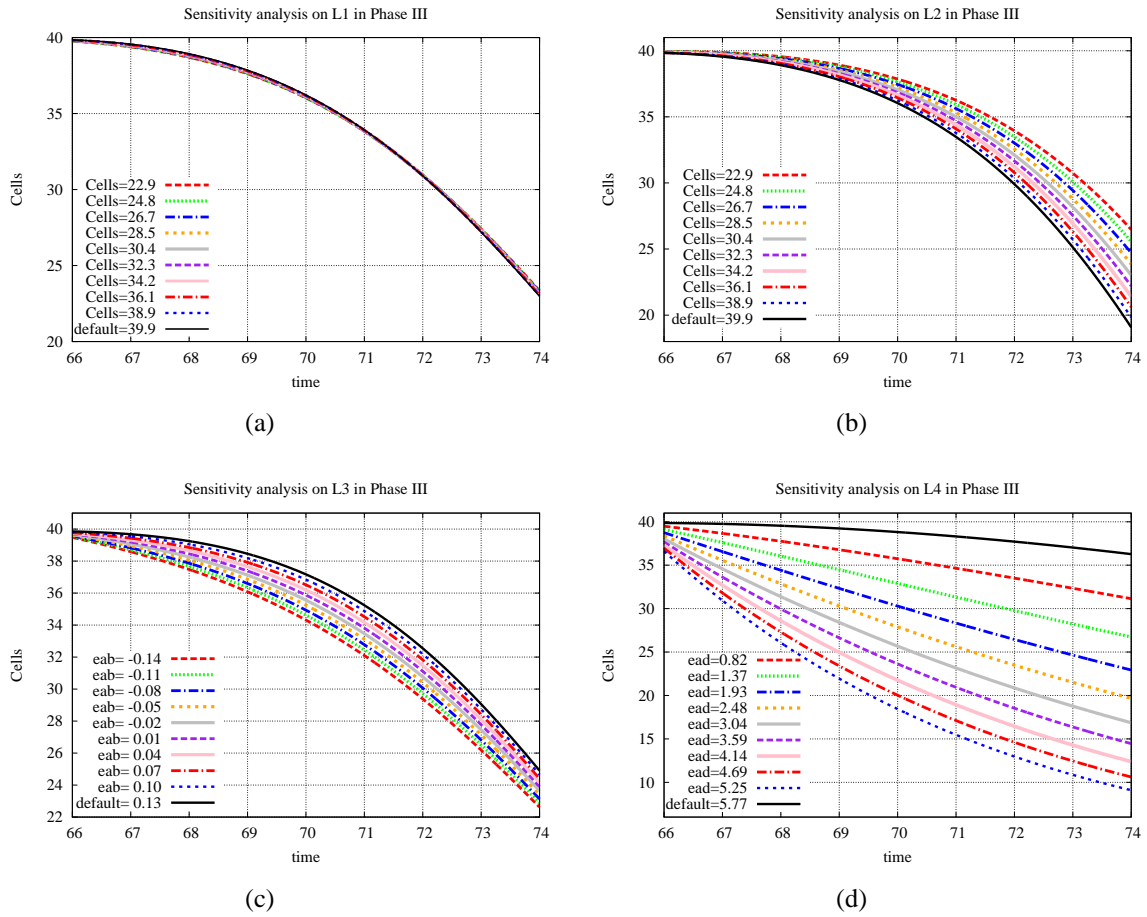 Sensitivity analysis on L1 in Phase III
40
35
30
25
20
Cells
Cells=22.9
Cells=24.8
Cells=26.7
Cells=28.5
Cells=30.4
Cells=32.3
Cells=34.2
Cells=36.1
Cells=38.9
default=39.9
66 67 68 69 70 71 72 73 74
time
(a)
Sensitivity analysis on L2 in Phase III
40
35
30
25
20
Cells
Cells=22.9
Cells=24.8
Cells=26.7
Cells=28.5
Cells=30.4
Cells=32.3
Cells=34.2
Cells=36.1
Cells=38.9
default=39.9
66 67 68 69 70 71 72 73 74
time
(b)
Sensitivity analysis on L3 in Phase III
40
38
36
34
32
30
28
26
24
22
Cells
eab= -0.14
eab= -0.11
eab= -0.08
eab= -0.05
eab= -0.02
eab= 0.01
eab= 0.04
eab= 0.07
eab= 0.10
default= 0.13
66 67 68 69 70 71 72 73 74
time
(c)
Sensitivity analysis on L4 in Phase III
40
35
30
25
20
15
10
Cells
ead=0.82
ead=1.37
ead=1.93
ead=2.48
ead=3.04
ead=3.59
ead=4.14
ead=4.69
ead=5.25
default=5.77
66 67 68 69 70 71 72 73 74
time
(d)